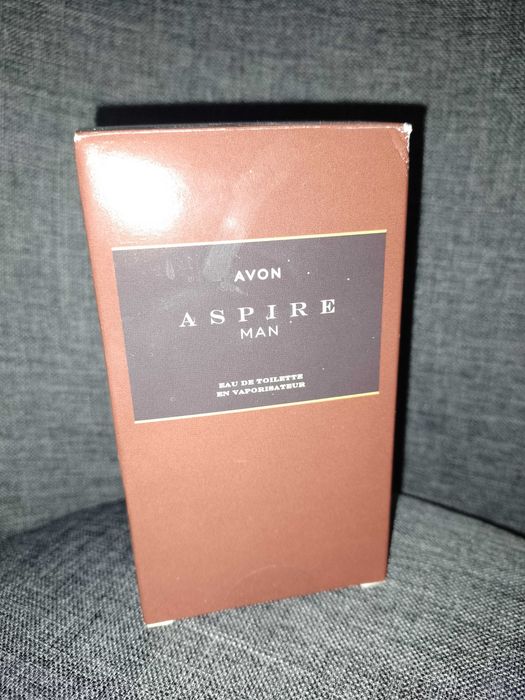 AVON
ASPIRE
MAN
EAU DE TOILETTE
EN VAPORISATEUR